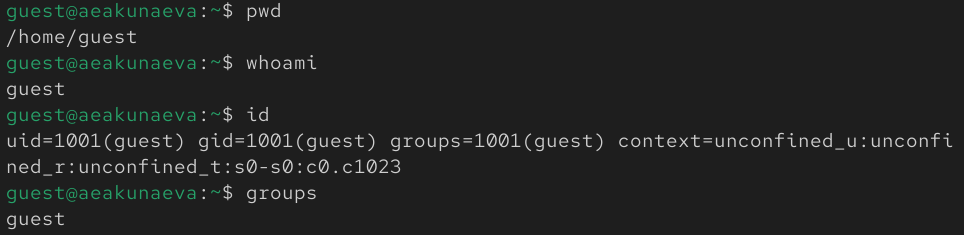 guest@aeakunaeva:~$ pwd
/home/guest
guest@aeakunaeva:~$ whoami
guest
guest@aeakunaeva:~$ id
uid=1001(guest) gid=1001(guest) groups=1001(guest) context=unconfined_u:unconfi
ned_r:unconfined_t:s0-s0:c0.c1023
guest@aeakunaeva:~$ groups
guest